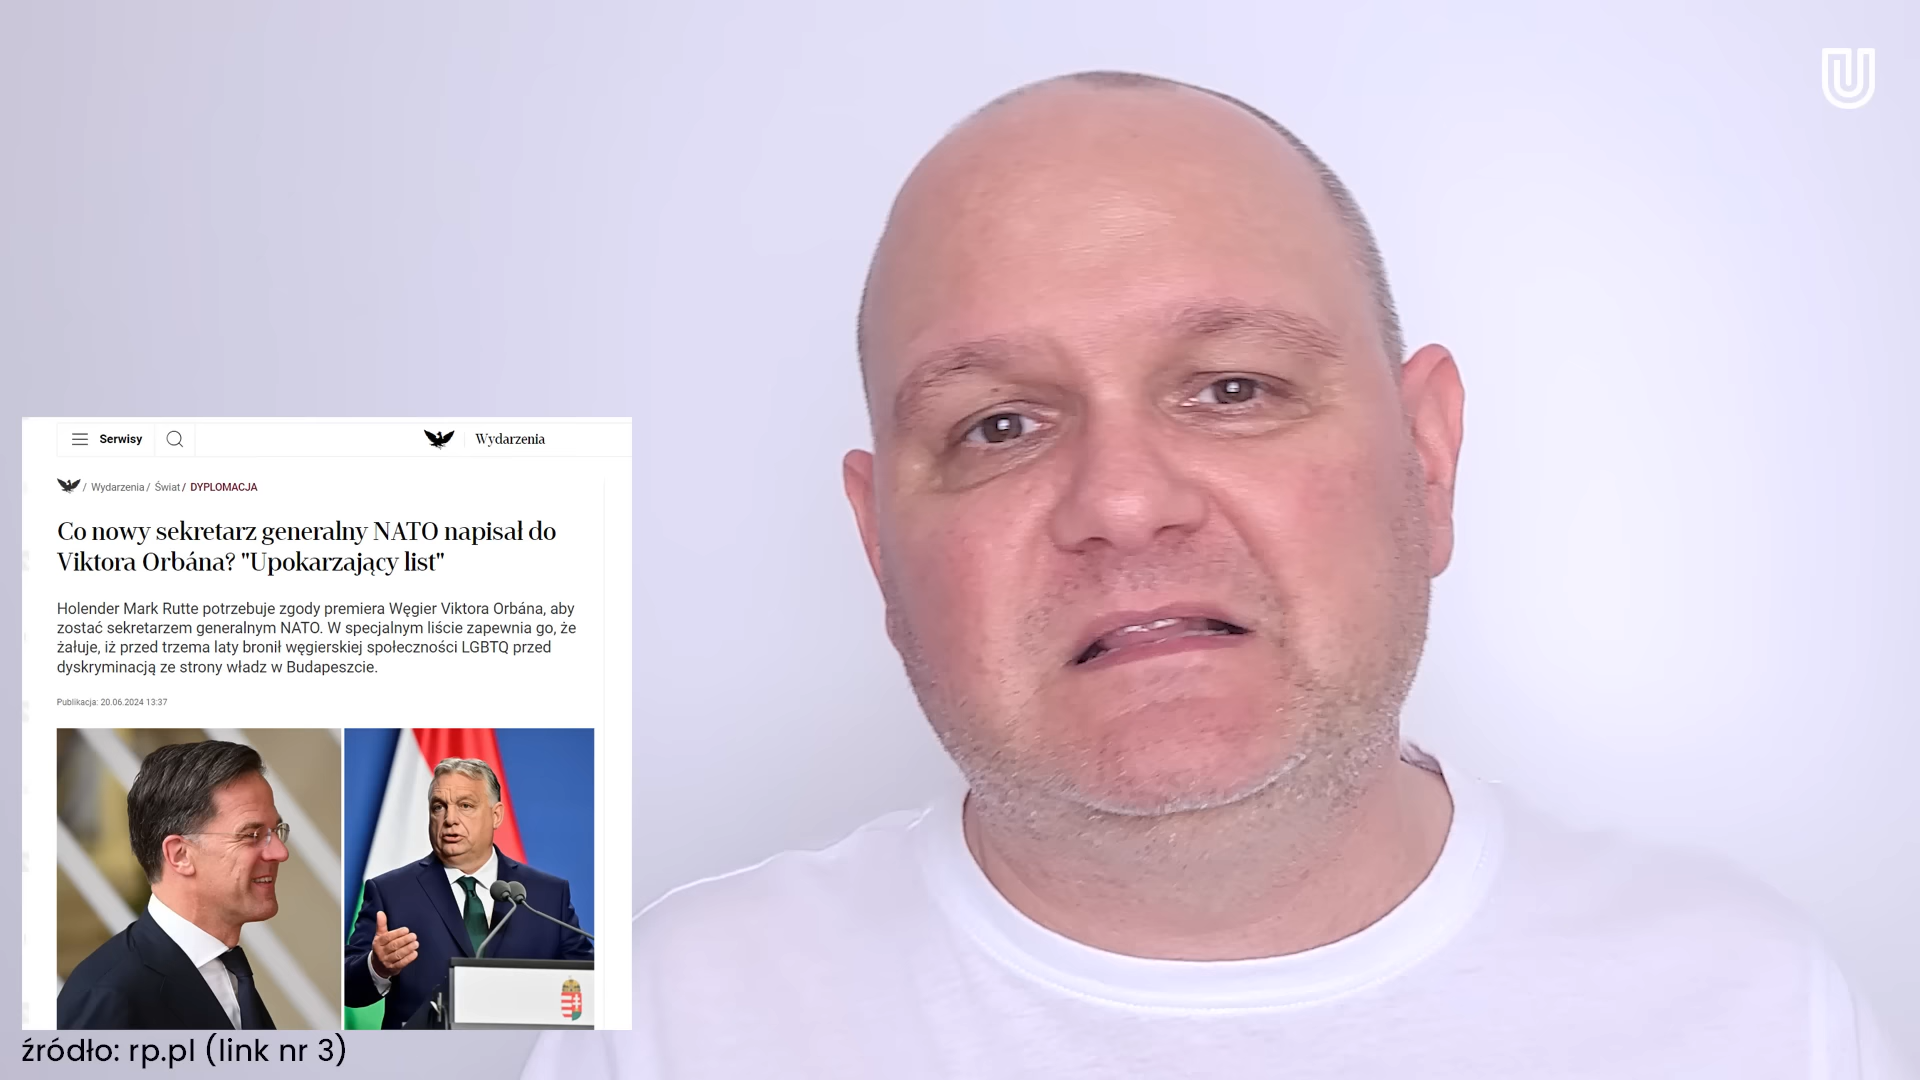 Serwisy
Wydarzenia
/ Wydarzenia / Świat / DYPLOMACJA
Co nowy sekretarz generalny NATO napisał do
Viktora Orbána? "Upokarzający list"
Holender Mark Rutte potrzebuje zgody premiera Węgier Viktora Orbána, aby
zostać sekretarzem generalnym NATO. W specjalnym liście zapewnia go, że
żałuje, iż przed trzema laty bronił węgierskiej społeczności LGBTQ przed
dyskryminacją ze strony władz w Budapeszcie.
Publikacja: 20.06.2024 13:37
źródło: rp.pl (link nr 3)